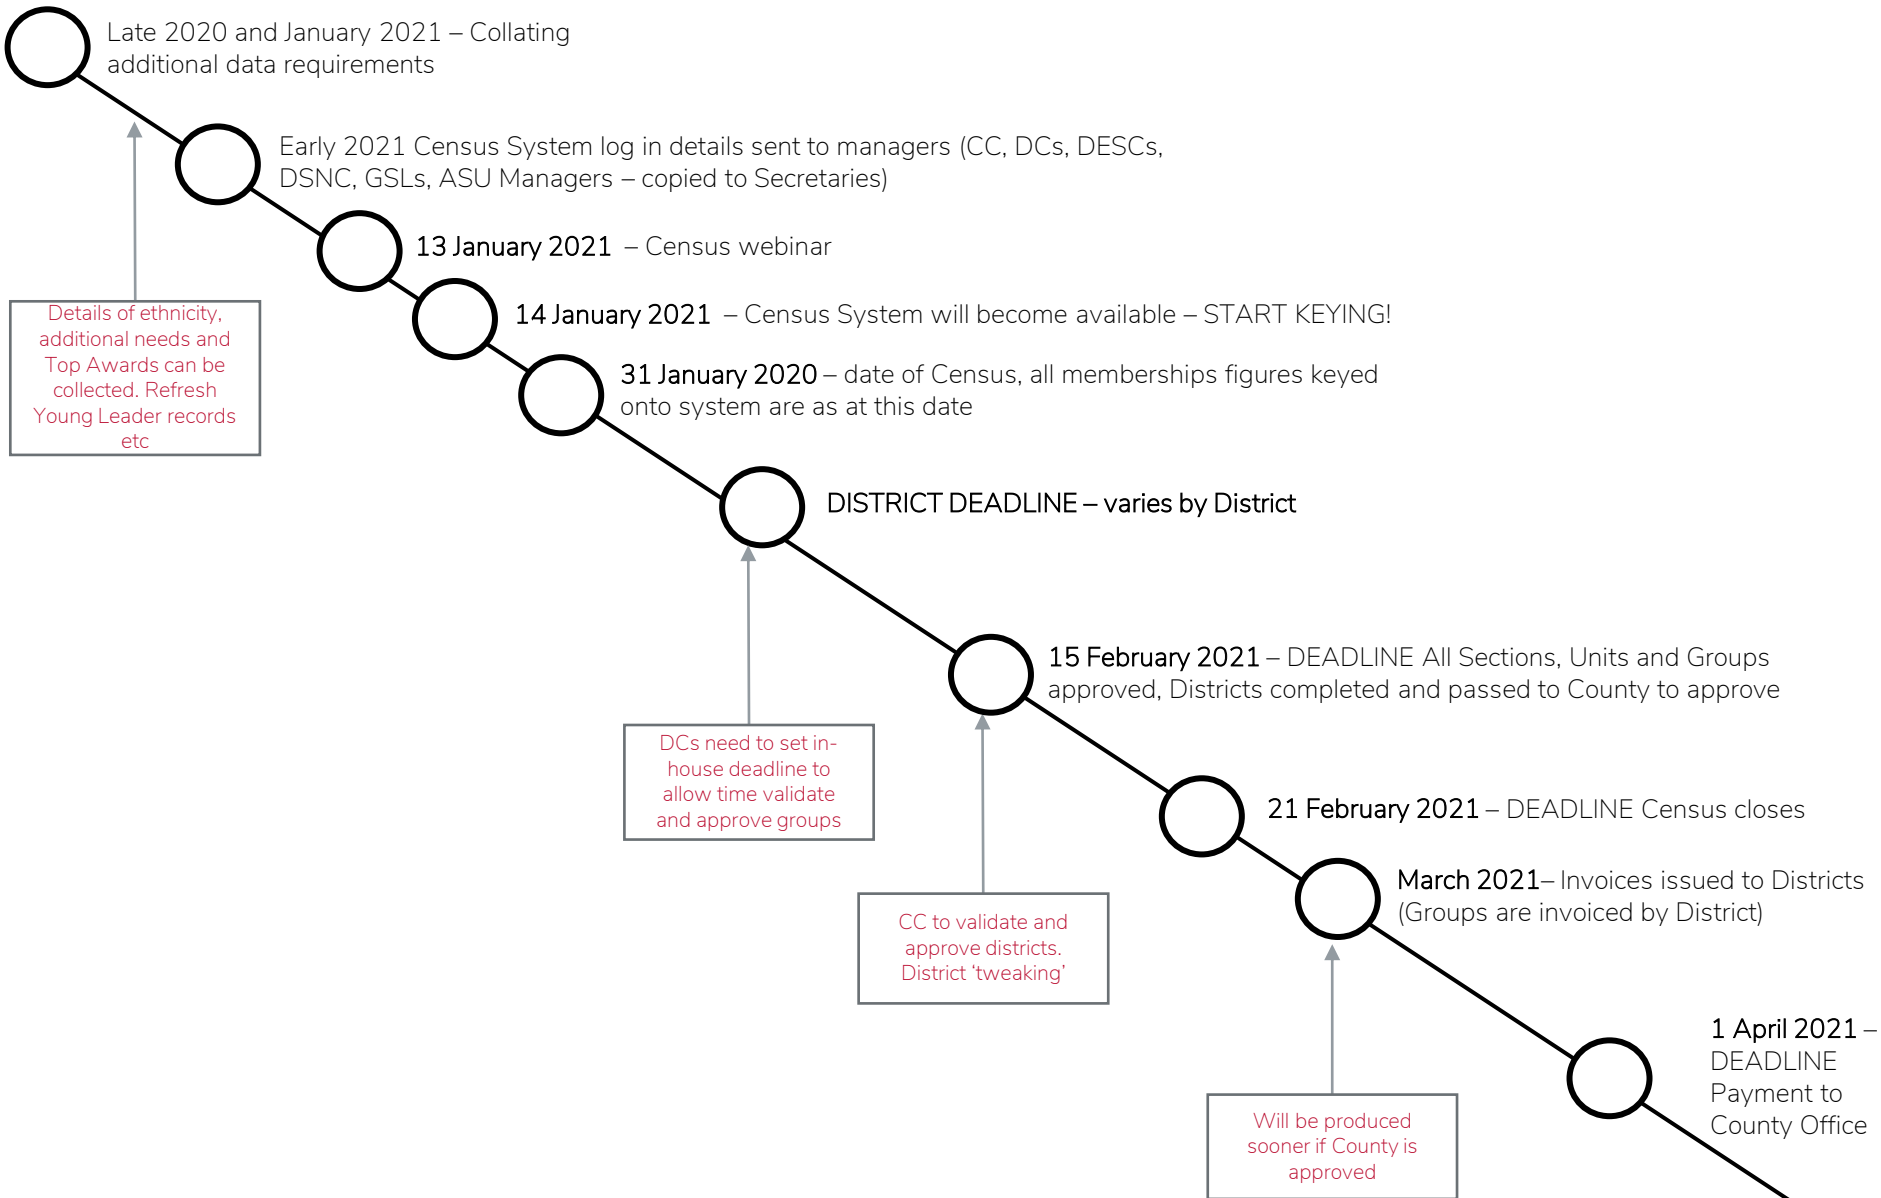 Late 2020 and January 2021 – Collating
additional data requirements
Early 2021 Census System log in details sent to managers (CC, DCs, DESCs,
DSNC, GSLs, ASU Managers – copied to Secretaries)
13 January 2021 – Census webinar
14 January 2021 – Census System will become available – START KEYING!
Details of ethnicity,
additional needs and
Top Awards can be
collected. Refresh
Young Leader records
etc
31 January 2020 – date of Census, all memberships figures keyed
onto system are as at this date
DISTRICT DEADLINE – varies by District
15 February 2021 – DEADLINE All Sections, Units and Groups
approved, Districts completed and passed to County to approve
DCs need to set in-
house deadline to
allow time validate
and approve groups
21 February 2021 – DEADLINE Census closes
March 2021– Invoices issued to Districts
(Groups are invoiced by District)
CC to validate and
approve districts.
District ‘tweaking’
1 April 2021 –
DEADLINE
Payment to
County Office
Will be produced
sooner if County is
approved